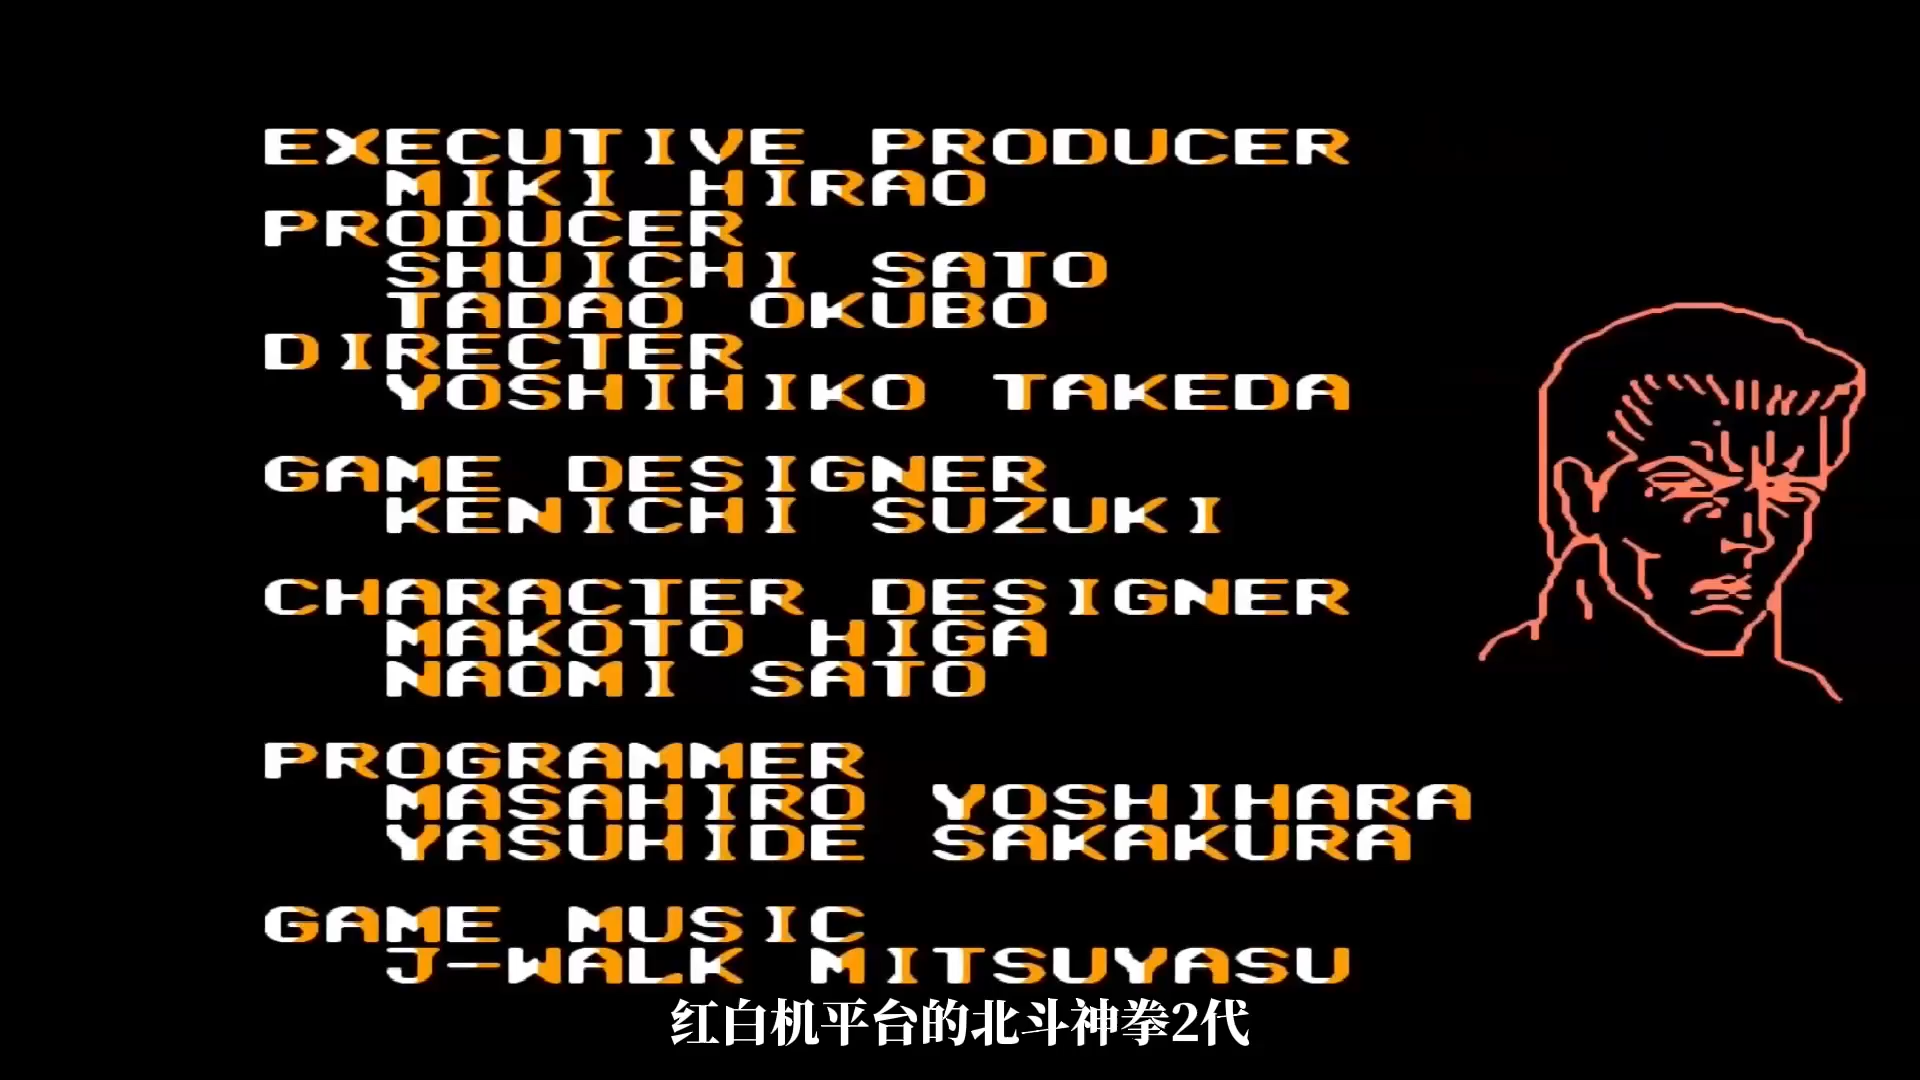 EXECUTIVE PRODUCER
MIKI HIRAO
PRODUCER
SHUICHI SATO
TADAO OKUBO
DIRECTER
YOSHIHIKO TAKEDA
GAME DESIGNER
KENICHI SUZUKI
CHARACTER DESIGNER
MAKOTO HIGA
NAOMI SATO
PROGRAMMER
MASAHIRO YOSHIHARA
YASUHIDE SAKAKURA
GAME MUSIC
J-WALK MITSUYASU
红白机平台的北斗神拳2代